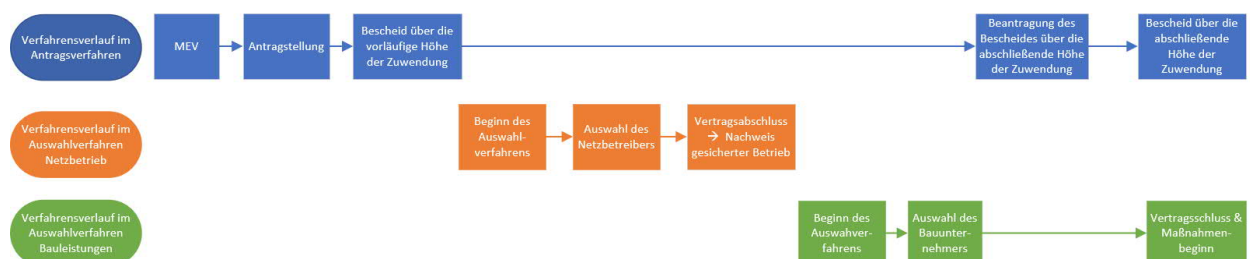 Verfahrensverlauf im
Antragsverfahren
MEV
Antragstellung
Bescheid über die
vorläufige Höhe
der Zuwendung
Beantragung des
Bescheides über die
abschließende Höhe
der Zuwendung
Bescheid über die
abschließende
Höhe der
Zuwendung
Verfahrensverlauf im
Auswahlverfahren
Netzbetrieb
Beginn des
Auswahl-
verfahrens
Auswahl des
Netzbetreibers
Vertragsabschluss
→ Nachweis
gesicherter Betrieb
Verfahrensverlauf im
Auswahlverfahren
Bauleistungen
Beginn des
Auswahver-
fahrens
Auswahl des
Bauunter-
nehmers
Vertragsschluss &
Maßnahmen-
beginn